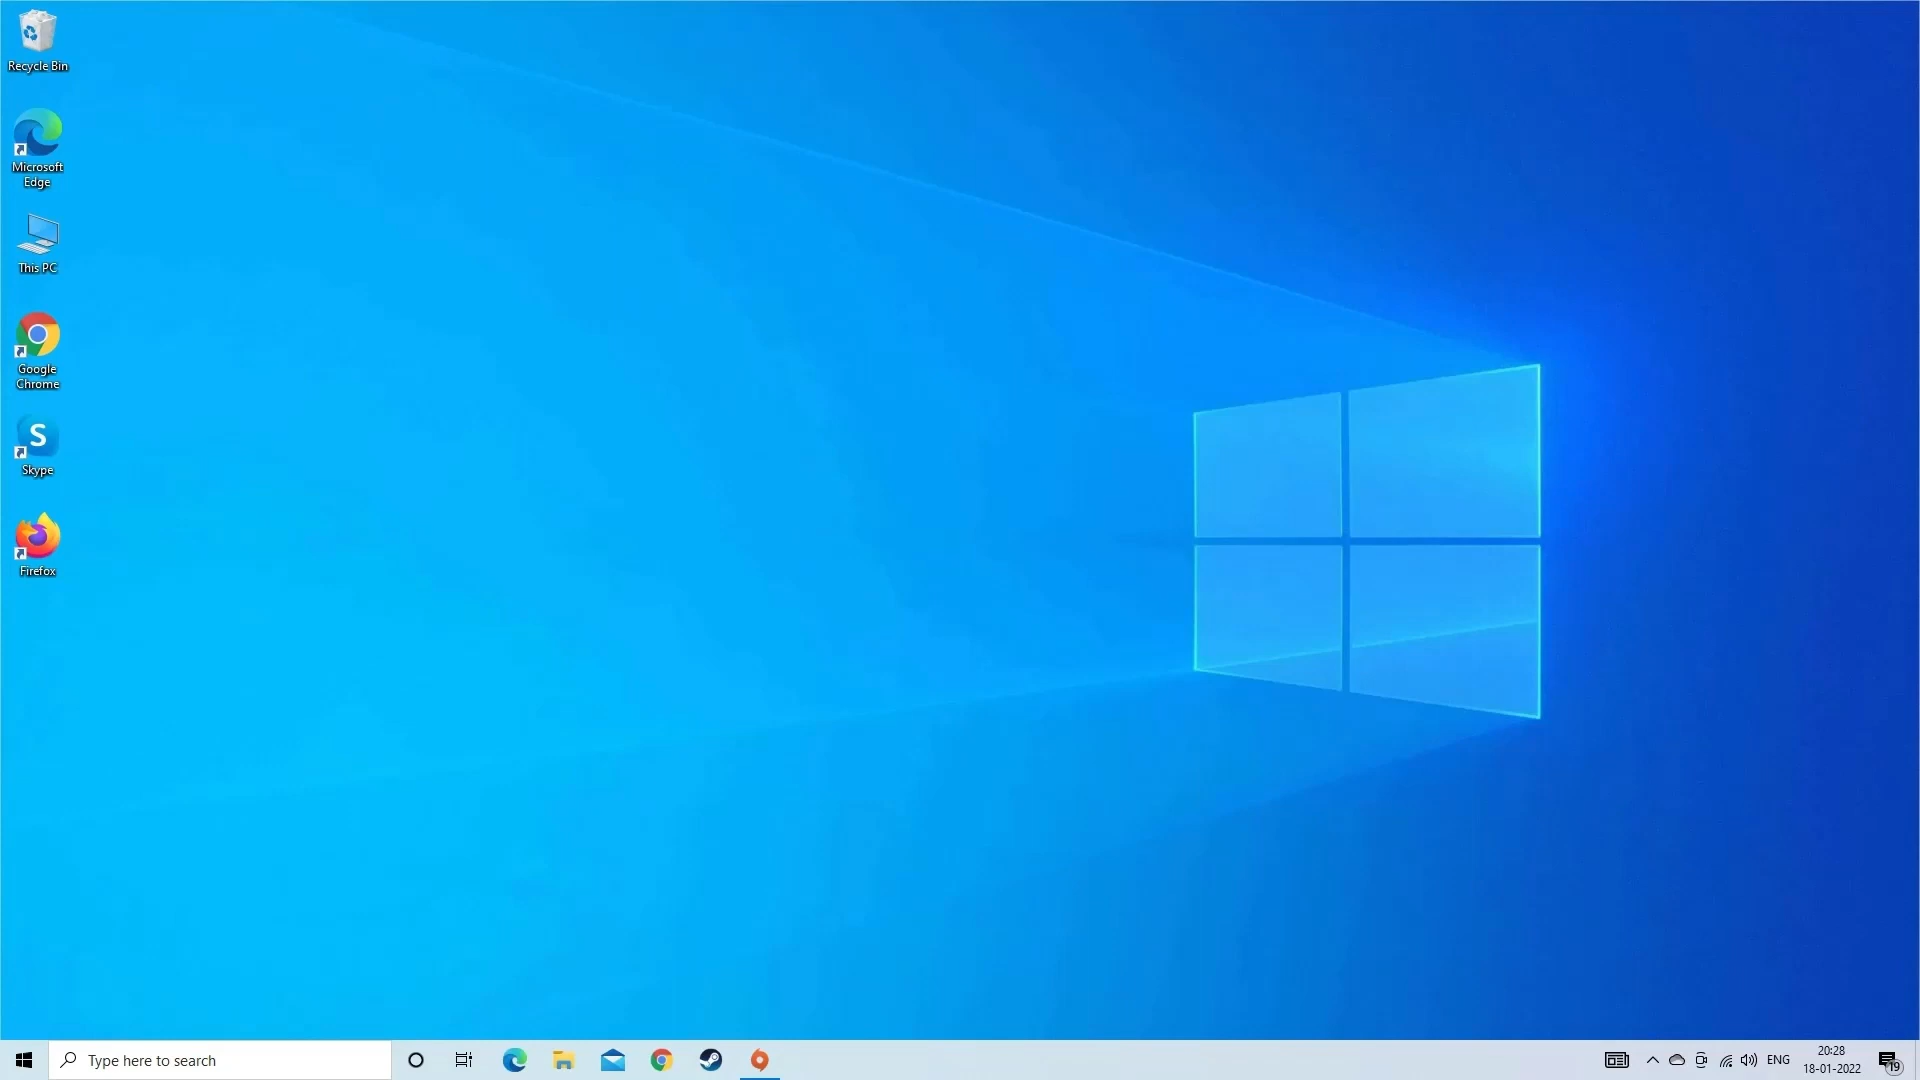 Recycle Bin
Microsoft
Edge
This PC
Google
Chrome
S
Skype
Firefox
Type here to search
ENG
20:28
18-01-2022
19